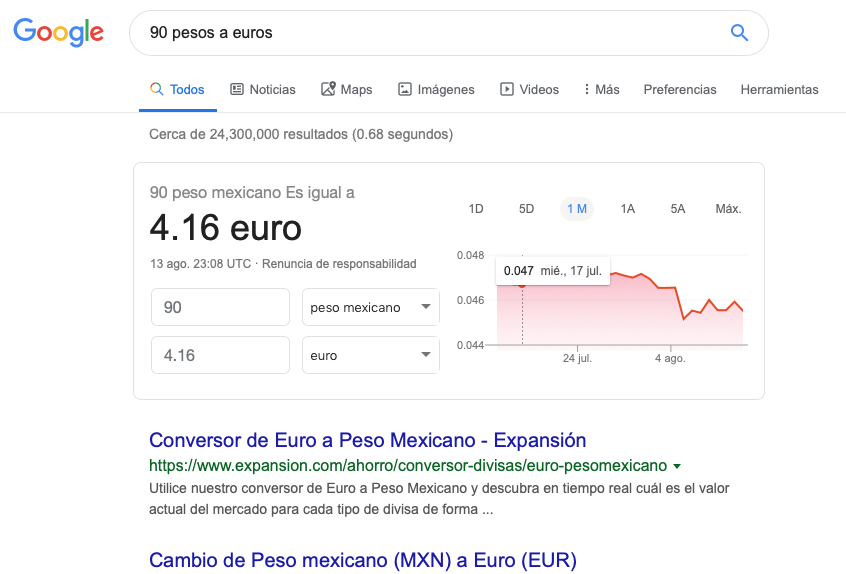 Google
90 pesos a euros
Todos Noticias Maps Imágenes Videos Más Preferencias Herramientas
Cerca de 24,300,000 resultados (0.68 segundos)
90 peso mexicano Es igual a
4.16 euro
13 ago. 23:08 UTC · Renuncia de responsabilidad
90 peso mexicano
4.16 euro
1D 5D 1 M 1A 5A Máx.
0.048
0.047 mié., 17 jul.
0.046
0.044
24 jul. 4 ago.
Conversor de Euro a Peso Mexicano - Expansión
https://www.expansion.com/ahorro/conversor-divisas/euro-pesomexicano
Utilice nuestro conversor de Euro a Peso Mexicano y descubra en tiempo real cuál es el valor
actual del mercado para cada tipo de divisa de forma ...
Cambio de Peso mexicano (MXN) a Euro (EUR)